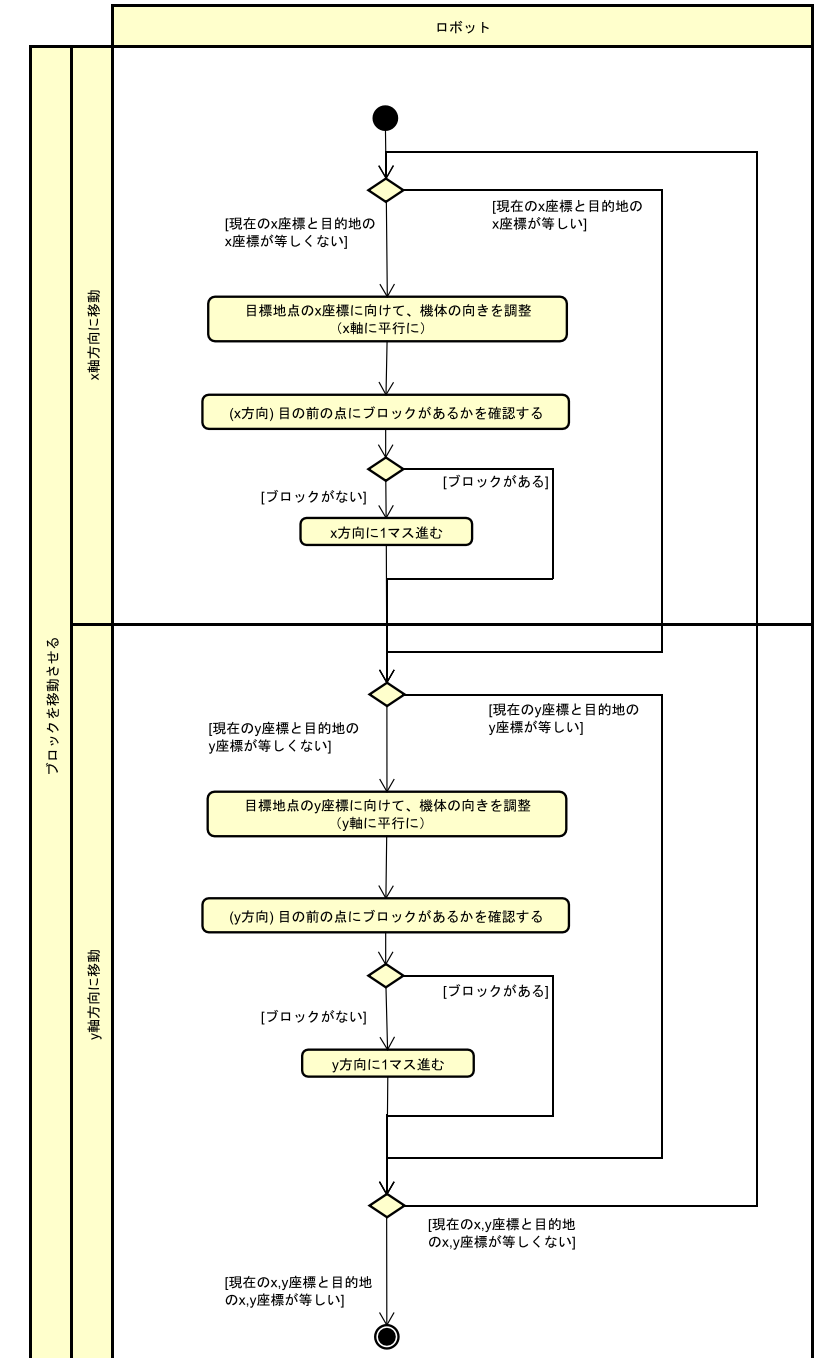 ロボット
ブロックを移動させる
x軸方向に移動
[現在のx座標と目的地の
x座標が等しくない]
[現在のx座標と目的地の
x座標が等しい]
目標地点のx座標に向けて、機体の向きを調整
（x軸に平行に）
(x方向) 目の前の点にブロックがあるかを確認する
[ブロックがない]
[ブロックがある]
x方向に1マス進む
y軸方向に移動
[現在のy座標と目的地の
y座標が等しくない]
[現在のy座標と目的地の
y座標が等しい]
目標地点のy座標に向けて、機体の向きを調整
（y軸に平行に）
(y方向) 目の前の点にブロックがあるかを確認する
[ブロックがない]
[ブロックがある]
y方向に1マス進む
[現在のx,y座標と目的地
のx,y座標が等しくない]
[現在のx,y座標と目的地
のx,y座標が等しい]